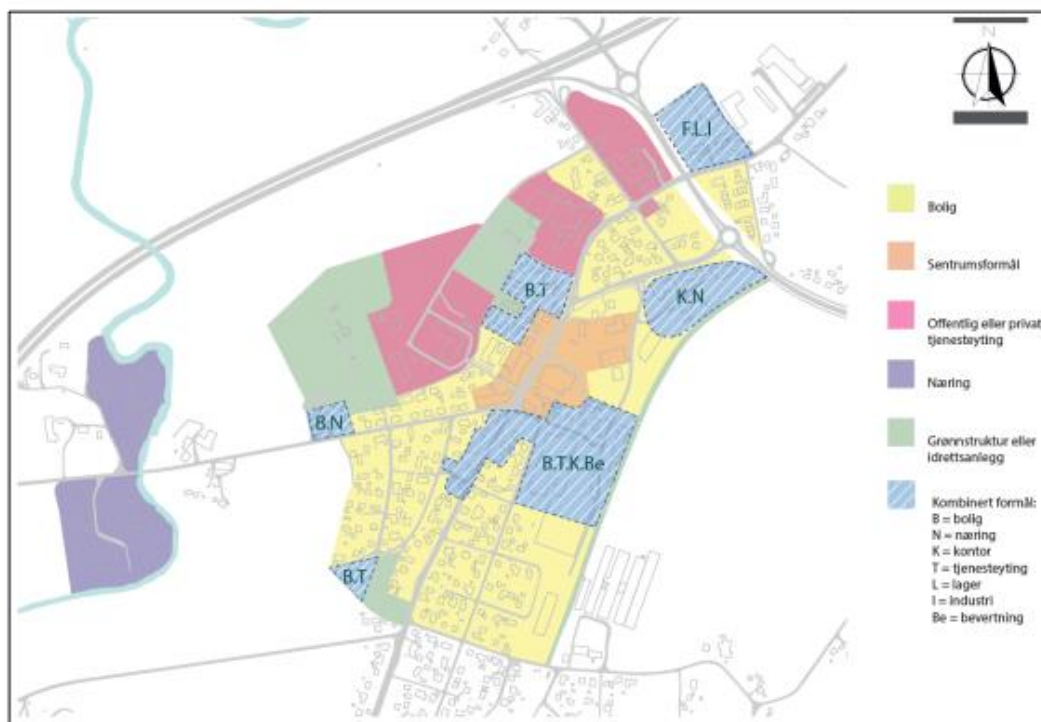 N
F.L.I
B.T
K.N
B.N
B.T.K.Be
B.T
Bolig
Sentrumsformål
Offentlig eller privat
tjenesteyting
Næring
Grønnstruktur eller
idrettsanlegg
Kombinert formål:
B = bolig
N = næring
K = kontor
T = tjenesteyting
L = lager
I = industri
Be = bevertning